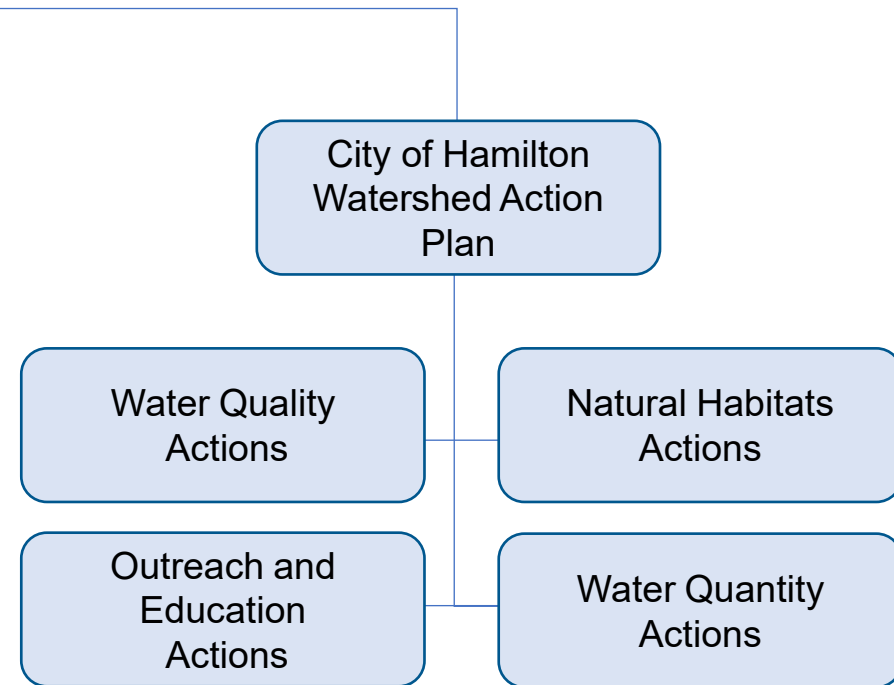 City of Hamilton
Watershed Action
Plan
Water Quality
Actions
Natural Habitats
Actions
Outreach and
Education
Actions
Water Quantity
Actions